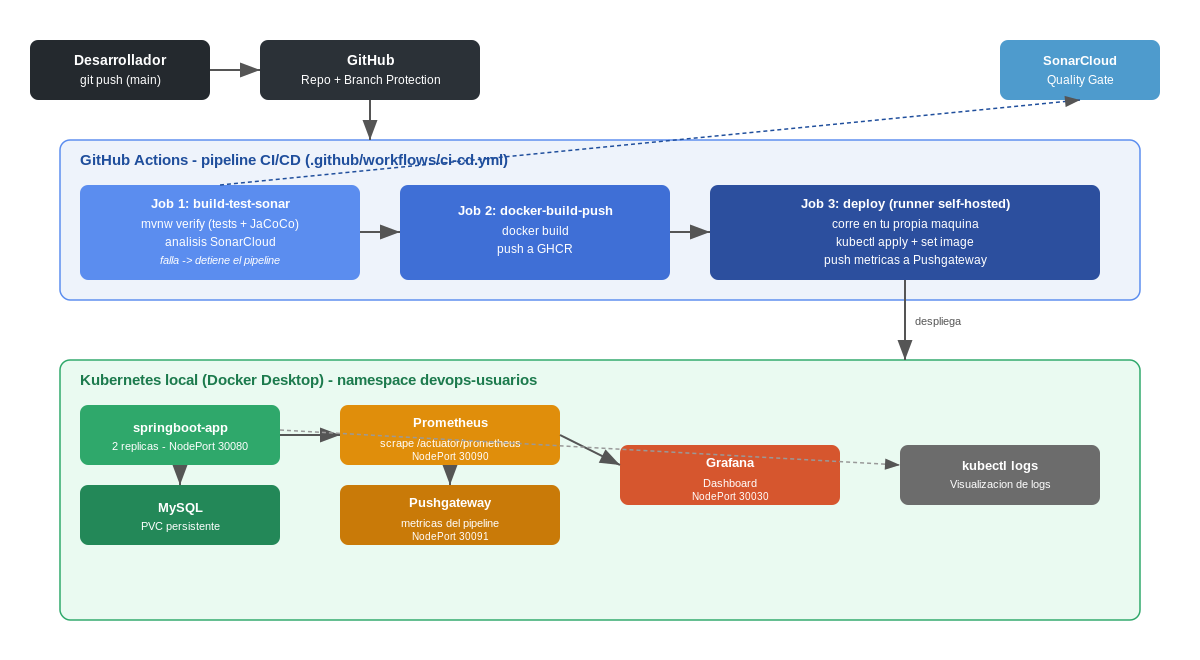 Desarrollador
git push (main)
GitHub
Repo + Branch Protection
SonarCloud
Quality Gate
GitHub Actions - pipeline CI/CD (.github/workflows/ci-cd.yml)
Job 1: build-test-sonar
mvnw verify (tests + JaCoCo)
analisis SonarCloud
falla -> detiene el pipeline
Job 2: docker-build-push
docker build
push a GHCR
Job 3: deploy (runner self-hosted)
corre en tu propia maquina
kubectl apply + set image
push metricas a Pushgateway
despliega
Kubernetes local (Docker Desktop) - namespace devops-usuarios
springboot-app
2 replicas - NodePort 30080
Prometheus
scrape /actuator/prometheus
NodePort 30090
Grafana
Dashboard
NodePort 30030
kubectl logs
Visualizacion de logs
MySQL
PVC persistente
Pushgateway
metricas del pipeline
NodePort 30091